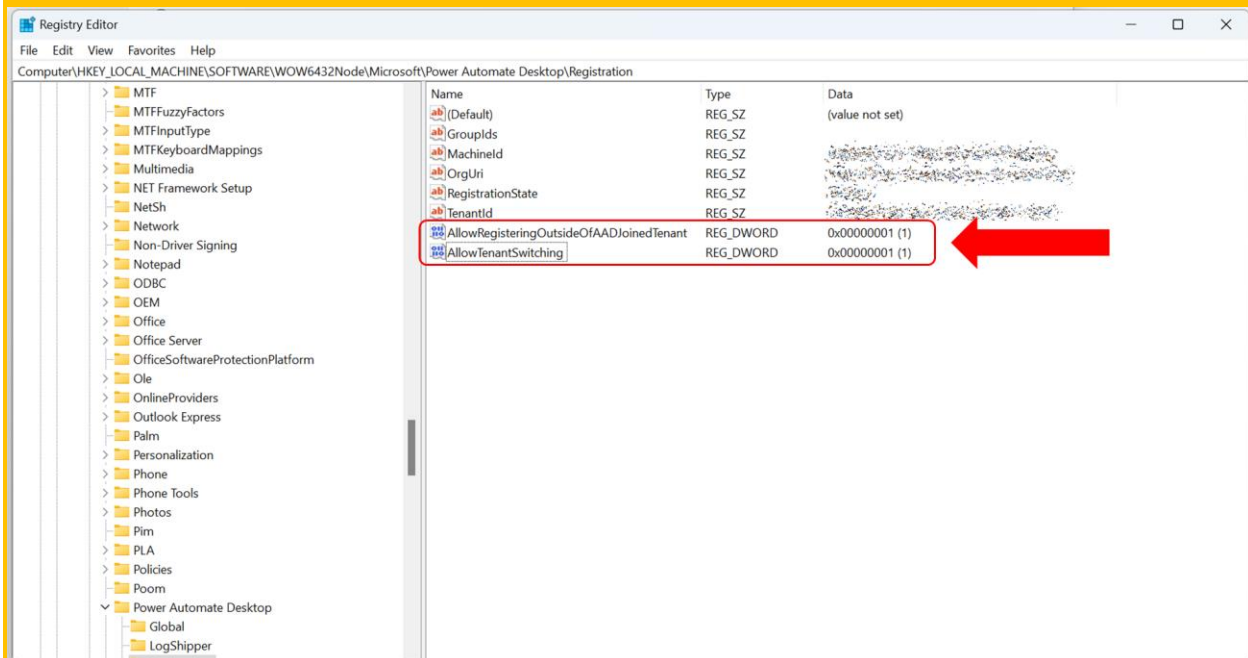 Registry Editor
File Edit View Favorites Help
Computer\HKEY_LOCAL_MACHINE\SOFTWARE\WOW6432Node\Microsoft\Power Automate Desktop\Registration
MTF
MTFFuzzyFactors
MTFInputType
MTFKeyboardMappings
Multimedia
NET Framework Setup
NetSh
Network
Non-Driver Signing
Notepad
ODBC
OEM
Office
Office Server
OfficeSoftwareProtectionPlatform
Ole
OnlineProviders
Outlook Express
Palm
Personalization
Phone
Phone Tools
Photos
Pim
PLA
Policies
Poom
Power Automate Desktop
Global
LogShipper
Name Type Data
(Default) REG_SZ (value not set)
GroupIds REG_SZ
MachineId REG_SZ
OrgUri REG_SZ
RegistrationState REG_SZ
TenantId REG_SZ
AllowRegisteringOutsideOfAADJoinedTenant REG_DWORD 0x00000001 (1)
AllowTenantSwitching REG_DWORD 0x00000001 (1)